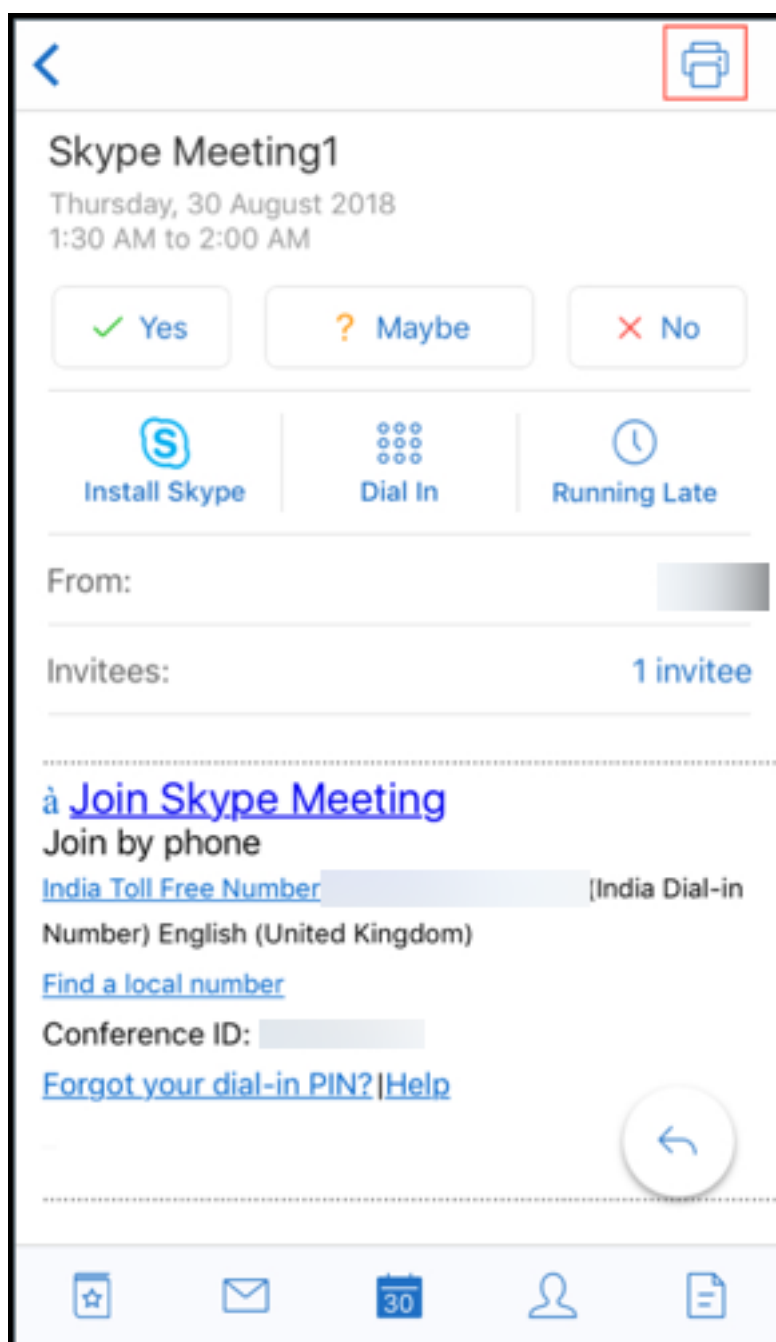 Skype Meeting1
Thursday, 30 August 2018
1:30 AM to 2:00 AM
Yes
? Maybe
No
S
Install Skype
Dial In
Running Late
From:
Invitees: 1 invitee
à Join Skype Meeting
Join by phone
India Toll Free Number (India Dial-in
Number) English (United Kingdom)
Find a local number
Conference ID:
Forgot your dial-in PIN?|Help
30